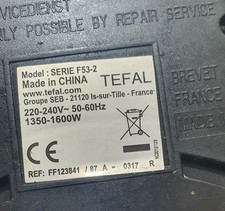 VICEDIENST
NLY POSSIBLE BY REPAIR SERVICE
Model : SERIE F53-2
Made in CHINA
TEFAL
www.tefal.com
Groupe SEB - 21120 Is-sur-Tille - France
220-240V~ 50-60Hz
1350-1600W
BREVET
FRANCE
MADE
REF: FF123841 / 87 A - 0317 R